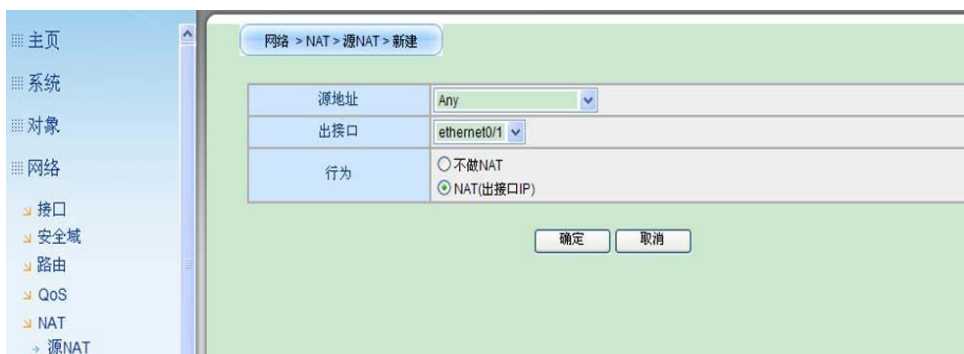 主页
系统
对象
网络
接口
安全域
路由
QoS
NAT
源NAT
网络 > NAT > 源NAT > 新建
源地址 Any
出接口 ethernet0/1
行为 不做NAT
NAT(出接口IP)
确定 取消